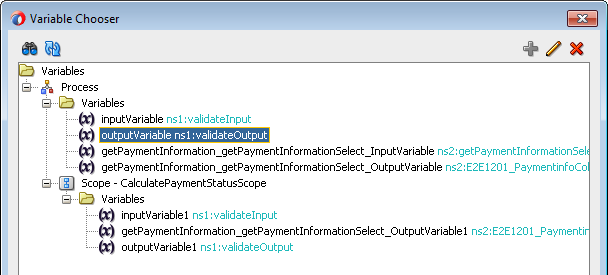 Variable Chooser
Variables
Process
Variables
(x) inputVariable ns1:validateInput
(x) outputVariable ns1:validateOutput
(x) getPaymentInformation_getPaymentInformationSelect_InputVariable ns2:getPaymentInformationSele
(x) getPaymentInformation_getPaymentInformationSelect_OutputVariable ns2:E2E1201_PaymentinfoCol
Scope - CalculatePaymentStatusScope
Variables
(x) inputVariable1 ns1:validateInput
(x) getPaymentInformation_getPaymentInformationSelect_OutputVariable1 ns2:E2E1201_Paymentin
(x) outputVariable1 ns1:validateOutput